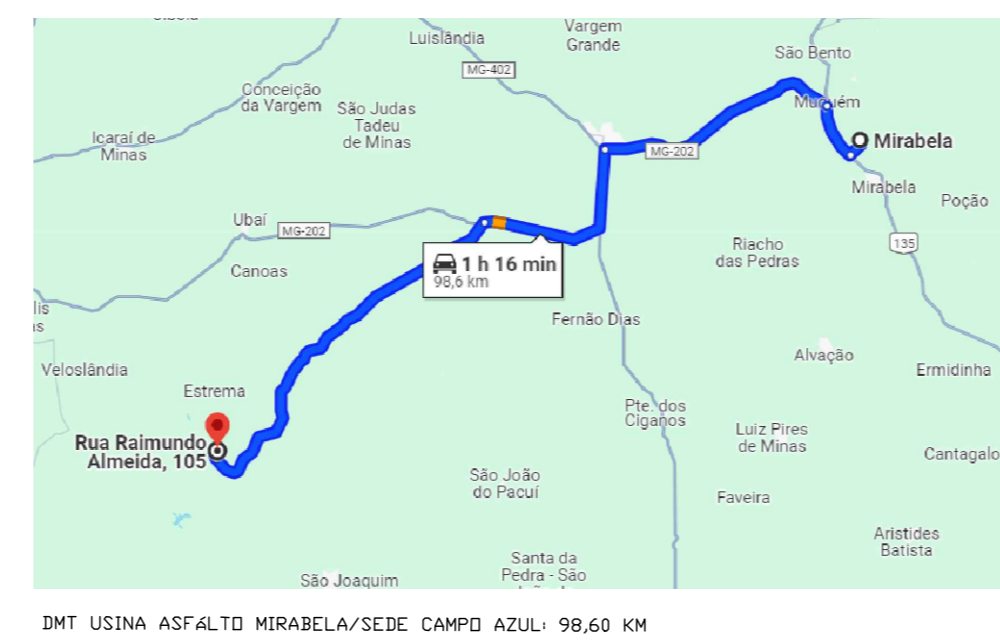 Vargem
Grande
Luislândia
São Bento
MG-402
Conceição
da Vargem
São Judas
Tadeu
de Minas
Icaraí de
Minas
Mirabela
MG-202
Mirabela
Poção
Ubaí
MG-202
135
Riacho
das Pedras
Canoas
1 h 16 min
98,6 km
Fernão Dias
Alvação
Veloslândia
Ermidinha
Estrema
Pte. dos
Ciganos
Luiz Pires
de Minas
Rua Raimundo
Almeida, 105
Cantagalo
São João
do Pacuí
Faveira
Aristides
Batista
Santa da
Pedra - São
São Joaquim
DMT USINA ASFáLTO MIRABELA/SEDE CAMPO AZUL: 98,60 KM